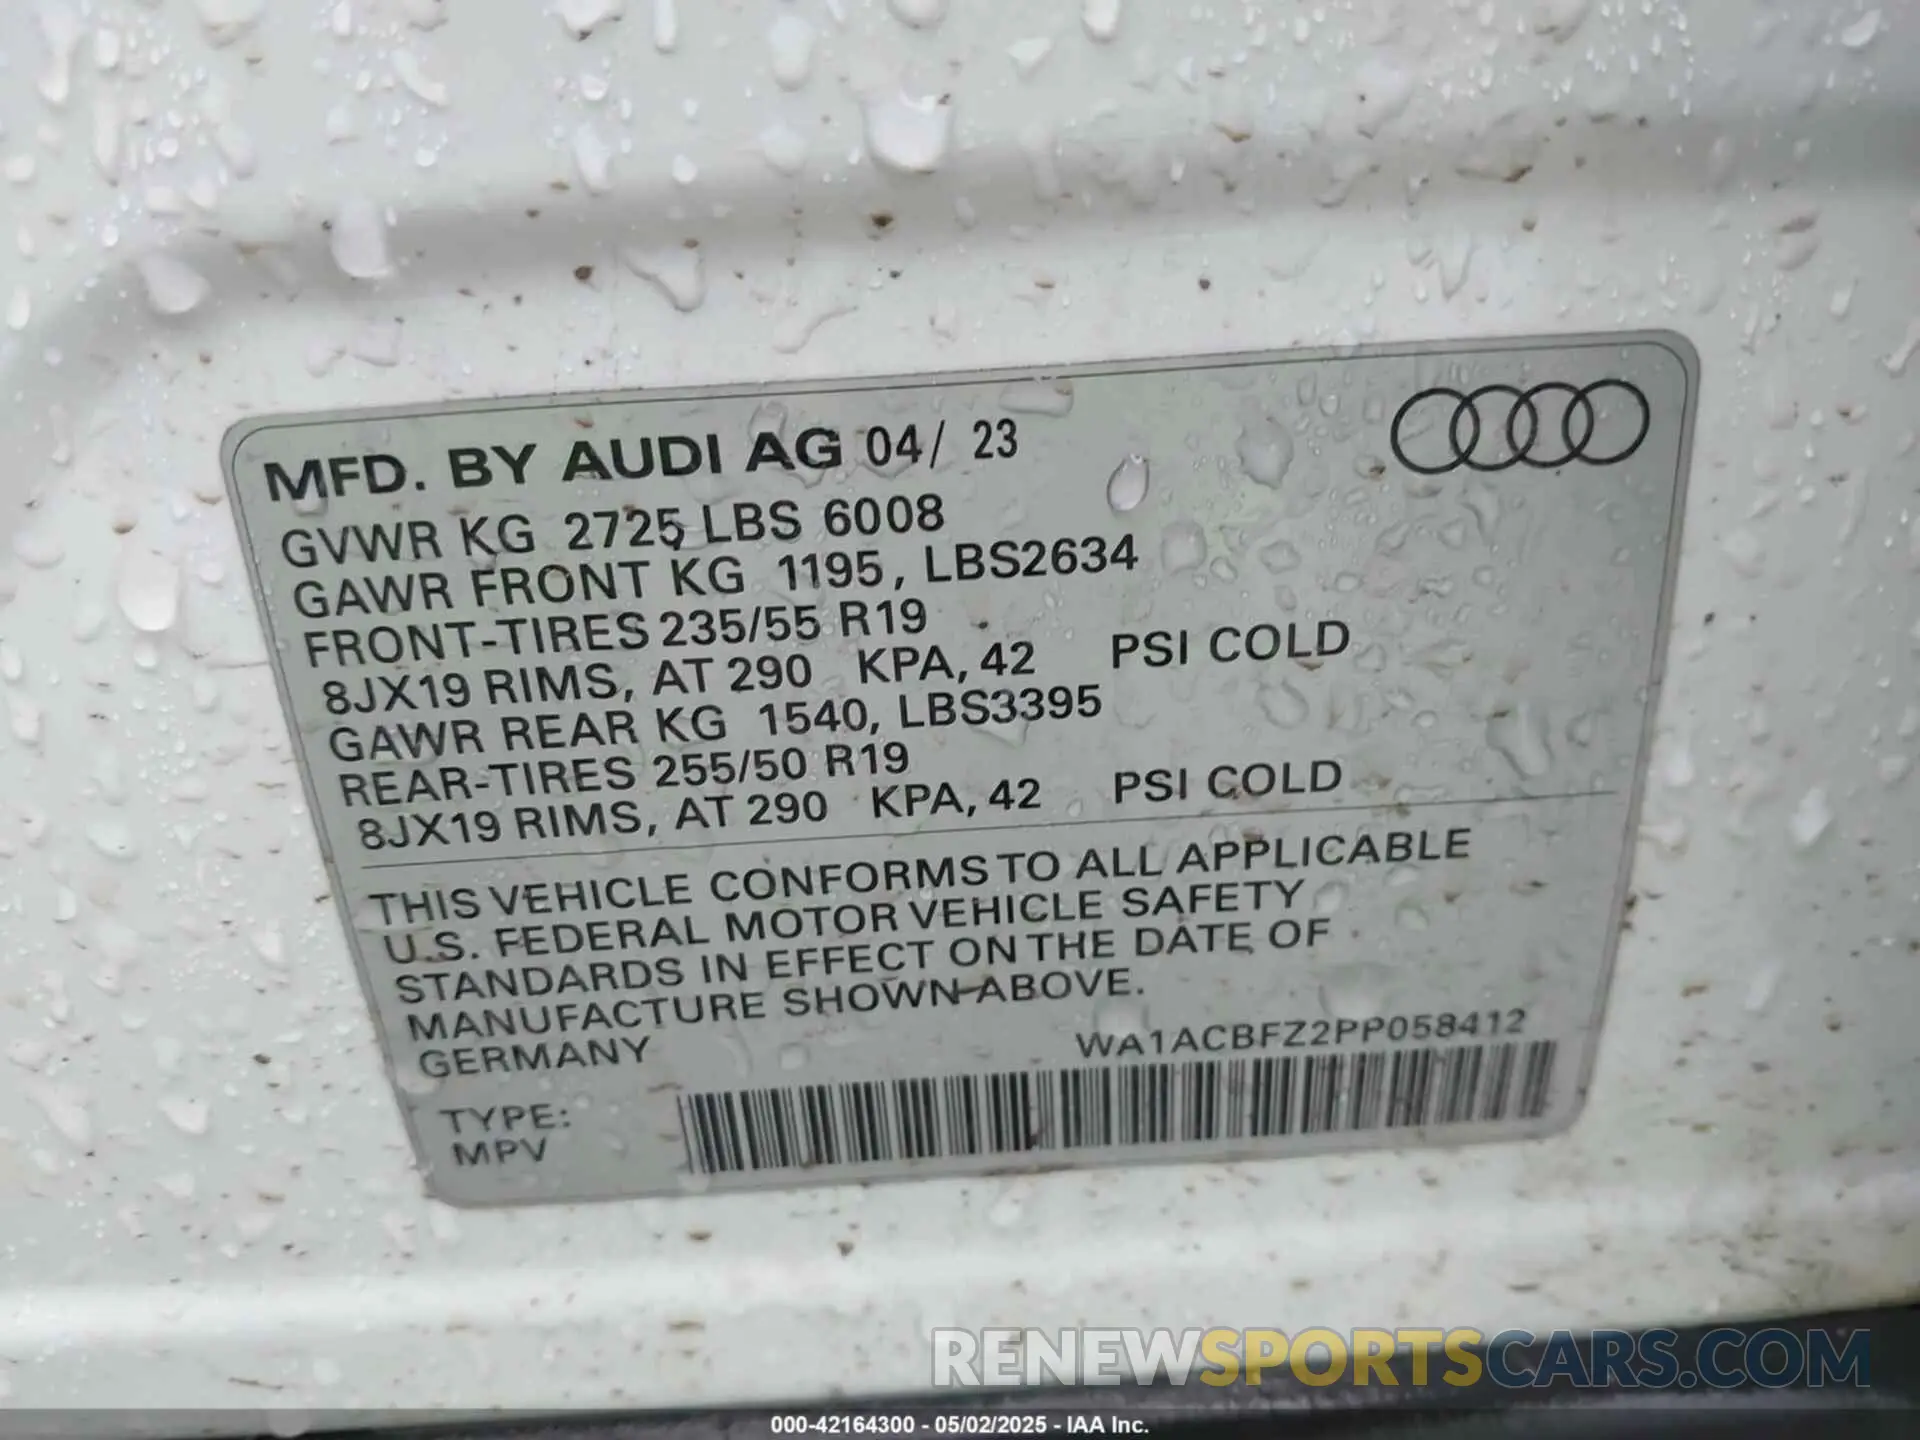 MFD. BY AUDI AG 04/ 23
GVWR KG 2725 LBS 6008
GAWR FRONT KG 1195, LBS2634
FRONT-TIRES 235/55 R19
8JX19 RIMS, AT 290 KPA, 42 PSI COLD
GAWR REAR KG 1540, LBS3395
REAR-TIRES 255/50 R19
8JX19 RIMS, AT 290 KPA, 42 PSI COLD
THIS VEHICLE CONFORMS TO ALL APPLICABLE
U.S. FEDERAL MOTOR VEHICLE SAFETY
STANDARDS IN EFFECT ON THE DATE OF
MANUFACTURE SHOWN ABOVE.
GERMANY
WA1ACBFZ2PP058412
TYPE:
MPV
RENEWSPORTSCARS.COM
000-42164300 - 05/02/2025 - IAA Inc.